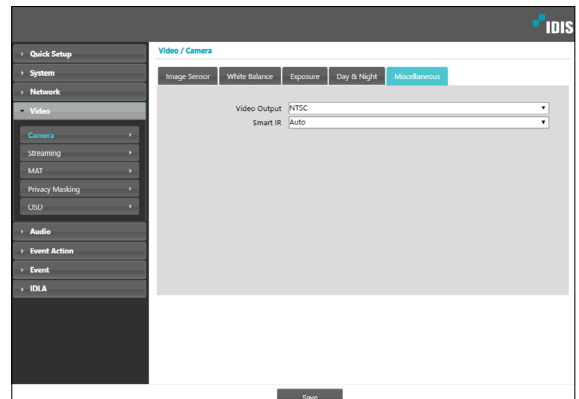 IDIS
Quick Setup
System
Network
Video
Camera
Streaming
MAT
Privacy Masking
OSD
Audio
Event Action
Event
IDLA
Video / Camera
Image Sensor White Balance Exposure Day & Night Miscellaneous
Video Output NTSC
Smart IR Auto
Save